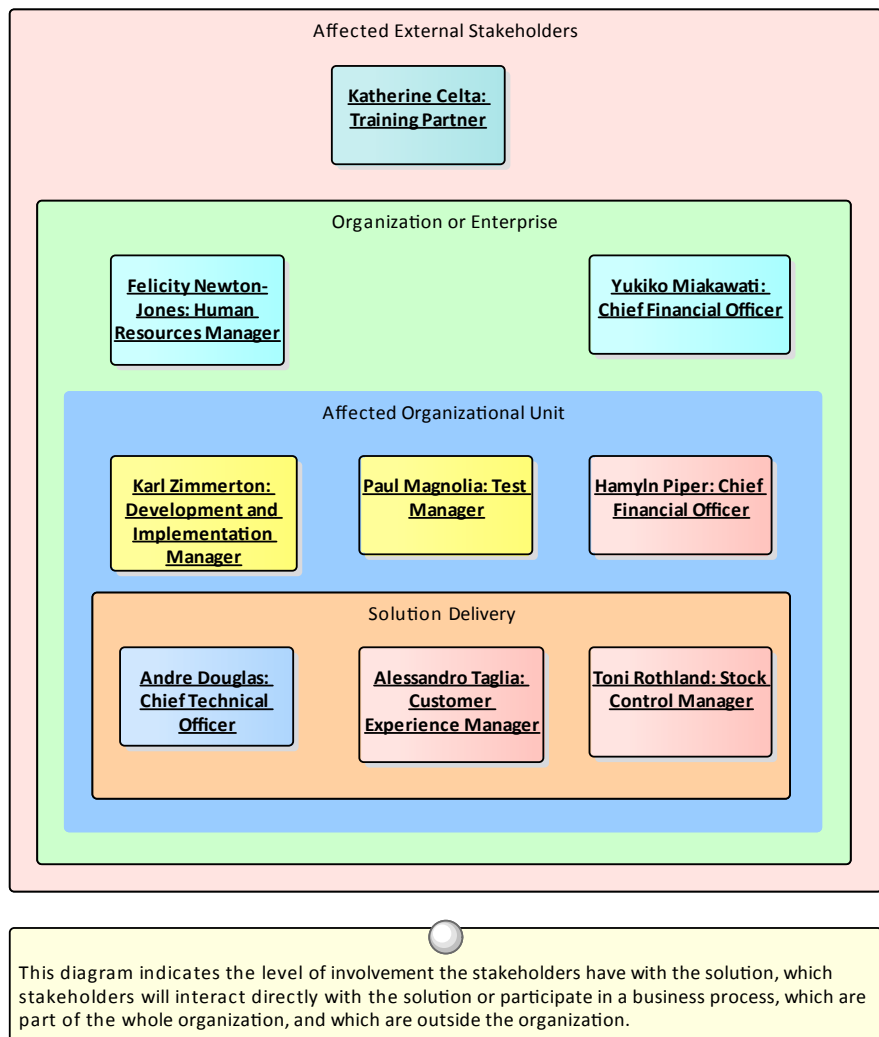 Affected External Stakeholders
Katherine Celta:
Training Partner
Organization or Enterprise
Felicity Newton-
Jones: Human
Resources Manager
Yukiko Miakawati:
Chief Financial Officer
Affected Organizational Unit
Karl Zimmerton:
Development and
Implementation
Manager
Paul Magnolia: Test
Manager
Hamyln Piper: Chief
Financial Officer
Solution Delivery
Andre Douglas:
Chief Technical
Officer
Alessandro Taglia:
Customer
Experience Manager
Toni Rothland: Stock
Control Manager
This diagram indicates the level of involvement the stakeholders have with the solution, which
stakeholders will interact directly with the solution or participate in a business process, which are
part of the whole organization, and which are outside the organization.